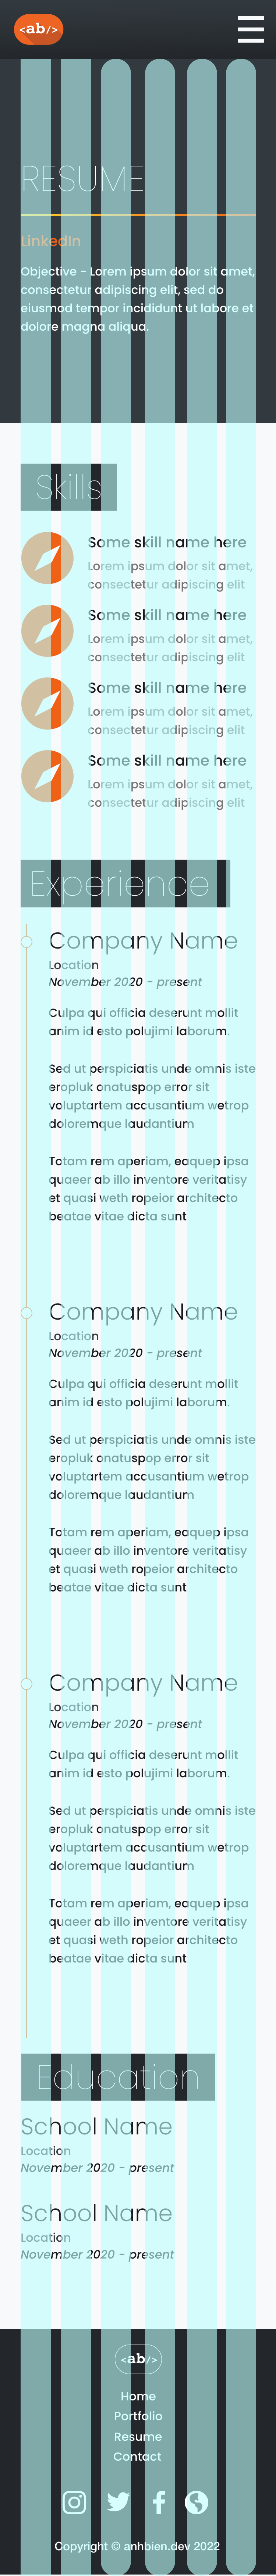 <ab/>
RESUME
LinkedIn
Objective - Lorem ipsum dolor sit amet,
consectetur adipiscing elit, sed do
eiusmod tempor incididunt ut labore et
dolore magna aliqua.
Skills
Some skill name here
Lorem ipsum dolor sit amet,
consectetur adipiscing elit
Some skill name here
Lorem ipsum dolor sit amet,
consectetur adipiscing elit
Some skill name here
Lorem ipsum dolor sit amet,
consectetur adipiscing elit
Some skill name here
Lorem ipsum dolor sit amet,
consectetur adipiscing elit
Experience
Company Name
Location
November 2020 - present
Culpa qui officia deserunt mollit
anim id esto polujimi laborum.
Sed ut perspiciatis unde omnis iste
eropluk onatuspop error sit
voluptartem accusantium wetrop
doloremque laudantium
Totam rem aperiam, eaquep ipsa
quaeer ab illo inventore veritatisy
et quasi weth ropeior architecto
beatae vitae dicta sunt
Company Name
Location
November 2020 - present
Culpa qui officia deserunt mollit
anim id esto polujimi laborum.
Sed ut perspiciatis unde omnis iste
eropluk onatuspop error sit
voluptartem accusantium wetrop
doloremque laudantium
Totam rem aperiam, eaquep ipsa
quaeer ab illo inventore veritatisy
et quasi weth ropeior architecto
beatae vitae dicta sunt
Company Name
Location
November 2020 - present
Culpa qui officia deserunt mollit
anim id esto polujimi laborum.
Sed ut perspiciatis unde omnis iste
eropluk onatuspop error sit
voluptartem accusantium wetrop
doloremque laudantium
Totam rem aperiam, eaquep ipsa
quaeer ab illo inventore veritatisy
et quasi weth ropeior architecto
beatae vitae dicta sunt
Education
School Name
Location
November 2020 - present
School Name
Location
November 2020 - present
<ab/>
Home
Portfolio
Resume
Contact
Copyright © anhbien.dev 2022